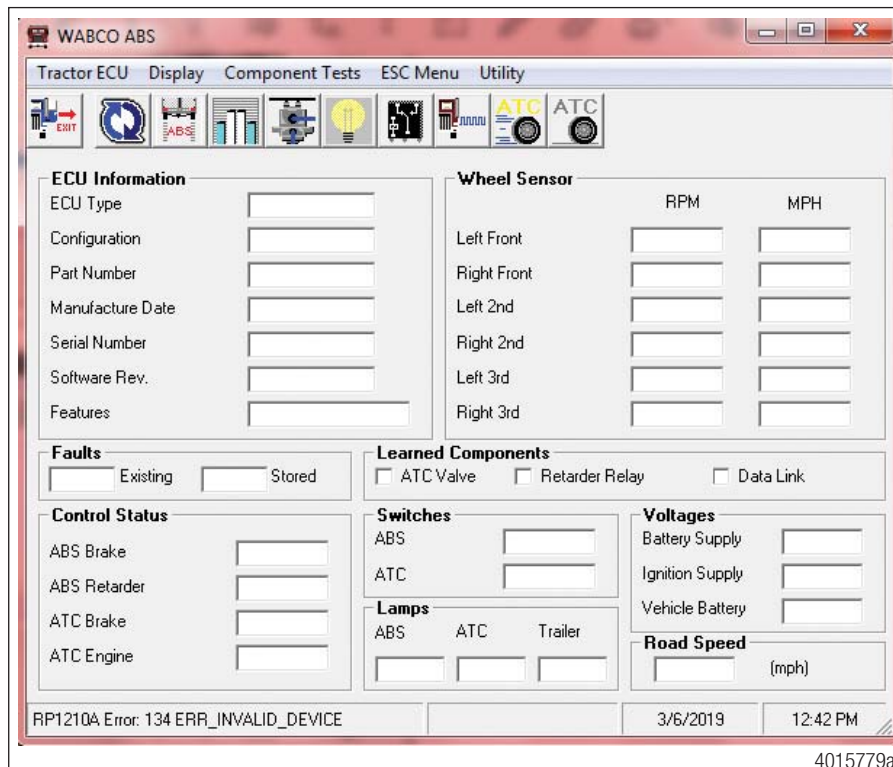 WABCO ABS
Tractor ECU Display Component Tests ESC Menu Utility
EXIT
ABS
ATC
ATC
ECU Information
ECU Type
Configuration
Part Number
Manufacture Date
Serial Number
Software Rev.
Features
Wheel Sensor
RPM MPH
Left Front
Right Front
Left 2nd
Right 2nd
Left 3rd
Right 3rd
Faults
Existing Stored
Learned Components
ATC Valve Retarder Relay Data Link
Control Status
ABS Brake
ABS Retarder
ATC Brake
ATC Engine
Switches
ABS
ATC
Lamps
ABS ATC Trailer
Voltages
Battery Supply
Ignition Supply
Vehicle Battery
Road Speed
(mph)
RP1210A Error: 134 ERR_INVALID_DEVICE 3/6/2019 12:42 PM
4015779a